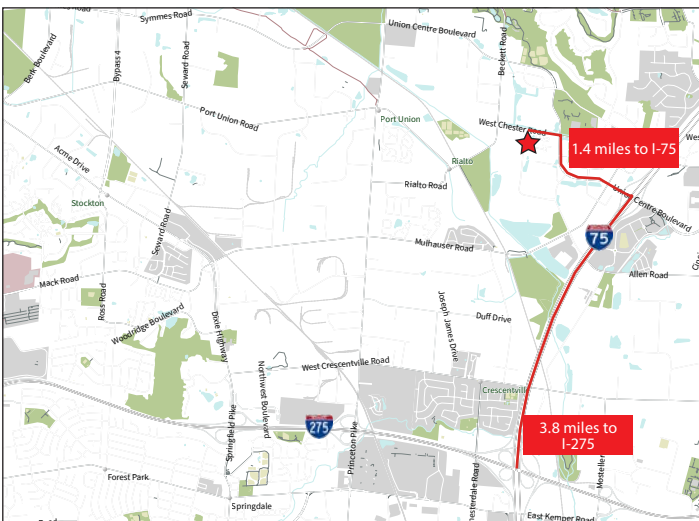 Symmes Road
Union Centre Boulevard
Berk Boulevard
Bypass 4
Seward Road
Beckett Road
Port Union Road
Port Union
West Chester Road
1.4 miles to I-75
Acme Drive
Rialto
Rialto Road
Union Centre Boulevard
Stockton
Seward Road
Mulhauser Road
75
Allen Road
Mack Road
Ross Road
Woodridge Boulevard
Dixie Highway
Joseph James Drive
Duff Drive
West Crescentville Road
Northwest Boulevard
Crescentville
Springfield Pike
275
Princeton Pike
3.8 miles to
I-275
Forest Park
Springdale
East Kemper Road